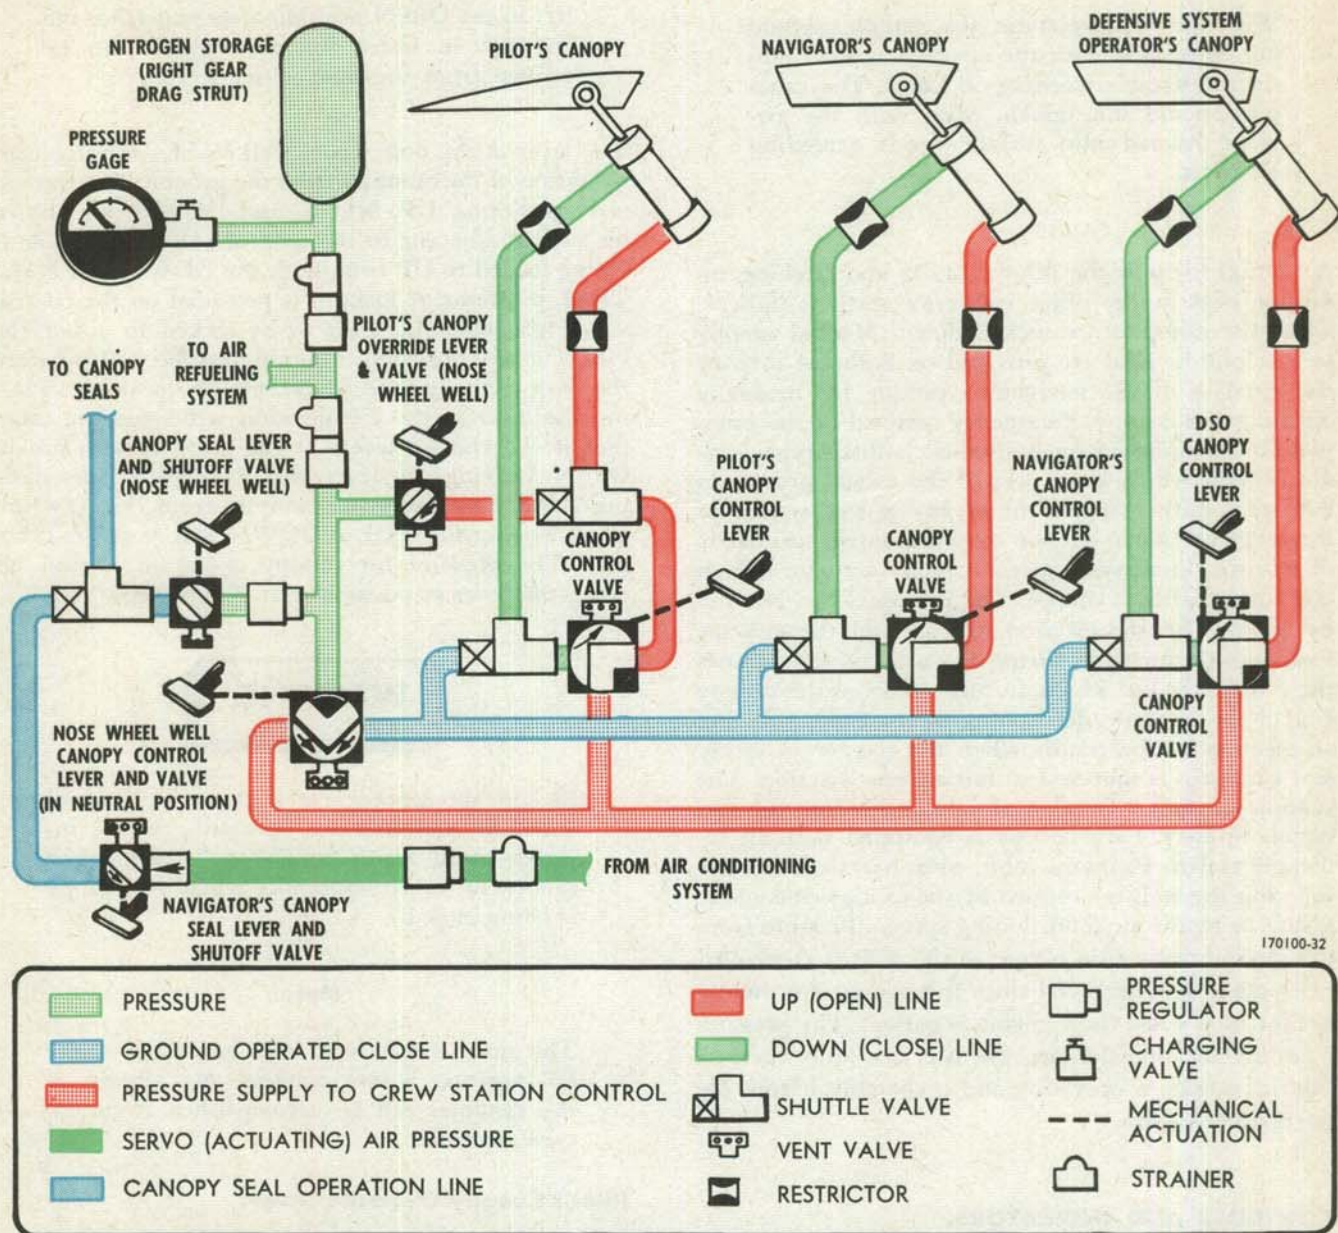 NITROGEN STORAGE
(RIGHT GEAR
DRAG STRUT)
PILOT'S CANOPY
NAVIGATOR'S CANOPY
DEFENSIVE SYSTEM
OPERATOR'S CANOPY
PRESSURE
GAGE
TO CANOPY
SEALS
TO AIR
REFUELING
SYSTEM
PILOT'S CANOPY
OVERRIDE LEVER
& VALVE (NOSE
WHEEL WELL)
CANOPY SEAL LEVER
AND SHUTOFF VALVE
(NOSE WHEEL WELL)
CANOPY
CONTROL
VALVE
PILOT'S
CANOPY
CONTROL
LEVER
CANOPY
CONTROL
VALVE
NAVIGATOR'S
CANOPY
CONTROL
LEVER
DSO
CANOPY
CONTROL
LEVER
CANOPY
CONTROL
VALVE
NOSE WHEEL WELL
CANOPY CONTROL
LEVER AND VALVE
(IN NEUTRAL POSITION)
FROM AIR CONDITIONING
SYSTEM
NAVIGATOR'S CANOPY
SEAL LEVER AND
SHUTOFF VALVE
170100-32
PRESSURE
GROUND OPERATED CLOSE LINE
PRESSURE SUPPLY TO CREW STATION CONTROL
SERVO (ACTUATING) AIR PRESSURE
CANOPY SEAL OPERATION LINE
UP (OPEN) LINE
DOWN (CLOSE) LINE
SHUTTLE VALVE
VENT VALVE
RESTRICTOR
PRESSURE
REGULATOR
CHARGING
VALVE
MECHANICAL
ACTUATION
STRAINER